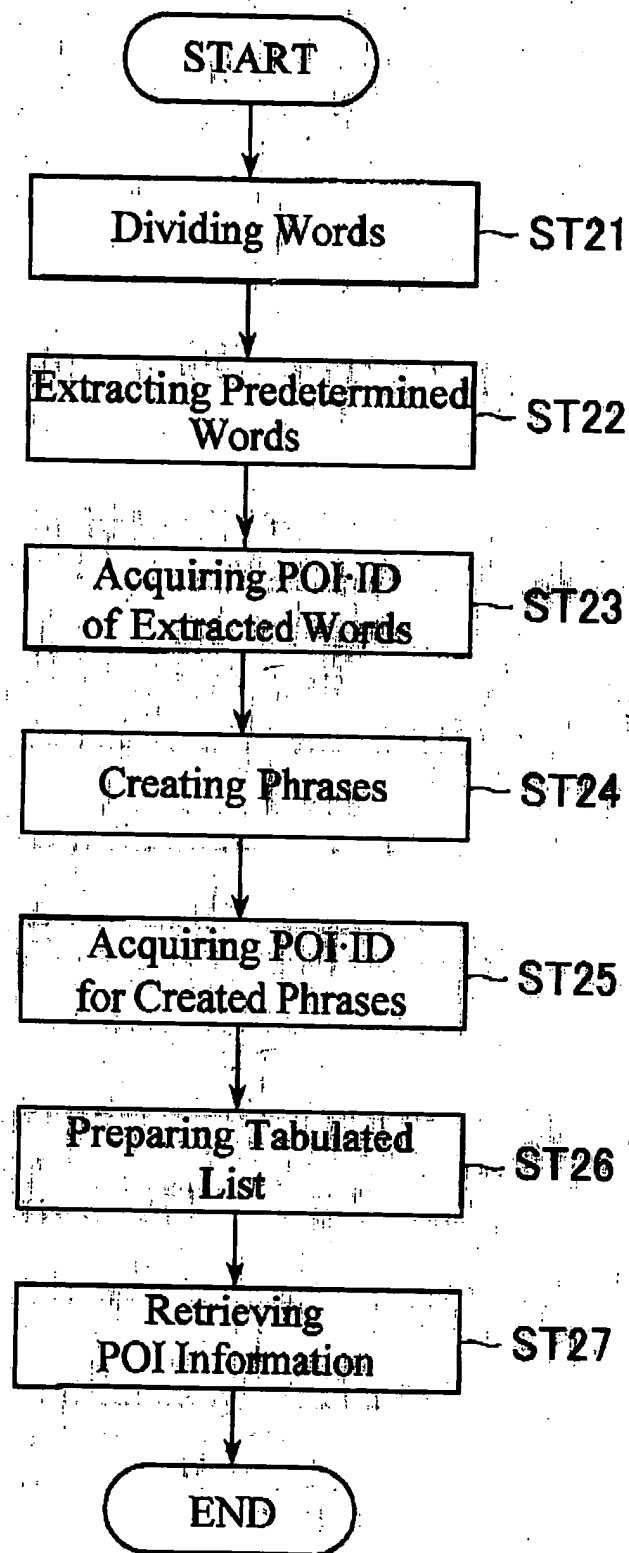 START
Dividing Words
ST21
Extracting Predetermined
Words
ST22
Acquiring POI·ID
of Extracted Words
ST23
Creating Phrases
ST24
Acquiring POI·ID
for Created Phrases
ST25
Preparing Tabulated
List
ST26
Retrieving
POI Information
ST27
END